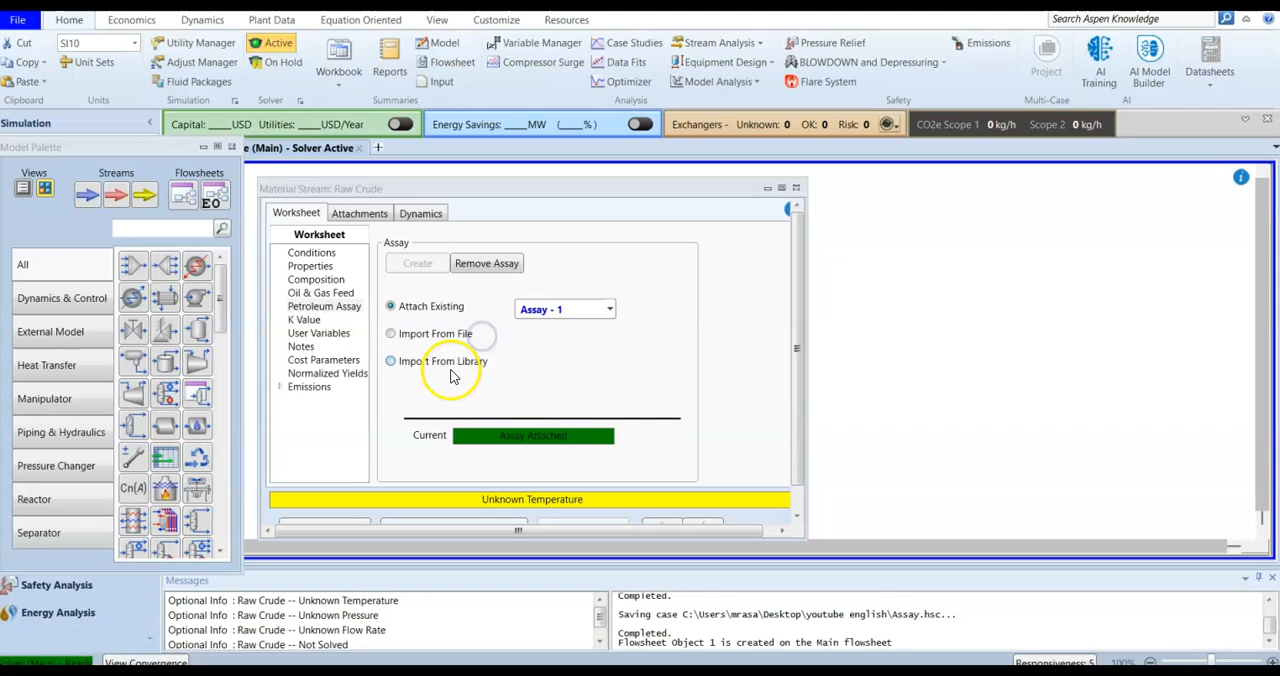 File Home Economics Dynamics Plant Data Equation Oriented View Customize Resources Search Aspen Knowledge
Cut SI10 Utility Manager Active Model Variable Manager Case Studies Stream Analysis Pressure Relief Emissions
Copy Unit Sets Adjust Manager On Hold Workbook Reports Flowsheet Compressor Surge Data Fits Equipment Design BLOWDOWN and Depressuring Project AI Training AI Model Builder Datasheets
Paste Fluid Packages Input Optimizer Model Analysis Flare System
Clipboard Units Simulation Solver Summaries Analysis Safety Multi-Case AI
Simulation Capital: ____USD Utilities: ____USD/Year Energy Savings: ____MW (____%) Exchangers - Unknown: 0 OK: 0 Risk: 0 CO2e Scope 1 0 kg/h Scope 2 0 kg/h
Model Palette
e (Main) - Solver Active
Views Streams Flowsheets
EO
All
Dynamics & Control
External Model
Heat Transfer
Manipulator
Piping & Hydraulics
Pressure Changer
Reactor
Cn(A)
Separator
Material Stream: Raw Crude
Worksheet Attachments Dynamics
Worksheet
Conditions
Properties
Composition
Oil & Gas Feed
Petroleum Assay
K Value
User Variables
Notes
Cost Parameters
Normalized Yields
Emissions
Assay
Create Remove Assay
Attach Existing Assay - 1
Import From File
Import From Library
Current Assay Attached
Unknown Temperature
Safety Analysis
Energy Analysis
Messages
Optional Info : Raw Crude -- Unknown Temperature
Optional Info : Raw Crude -- Unknown Pressure
Optional Info : Raw Crude -- Unknown Flow Rate
Optional Info : Raw Crude -- Not Solved
Completed.
Saving case C:\Users\mrasa\Desktop\youtube english\Assay.hsc...
Completed.
Flowsheet Object 1 is created on the Main flowsheet
View Convergence Responsiveness: 5 100%